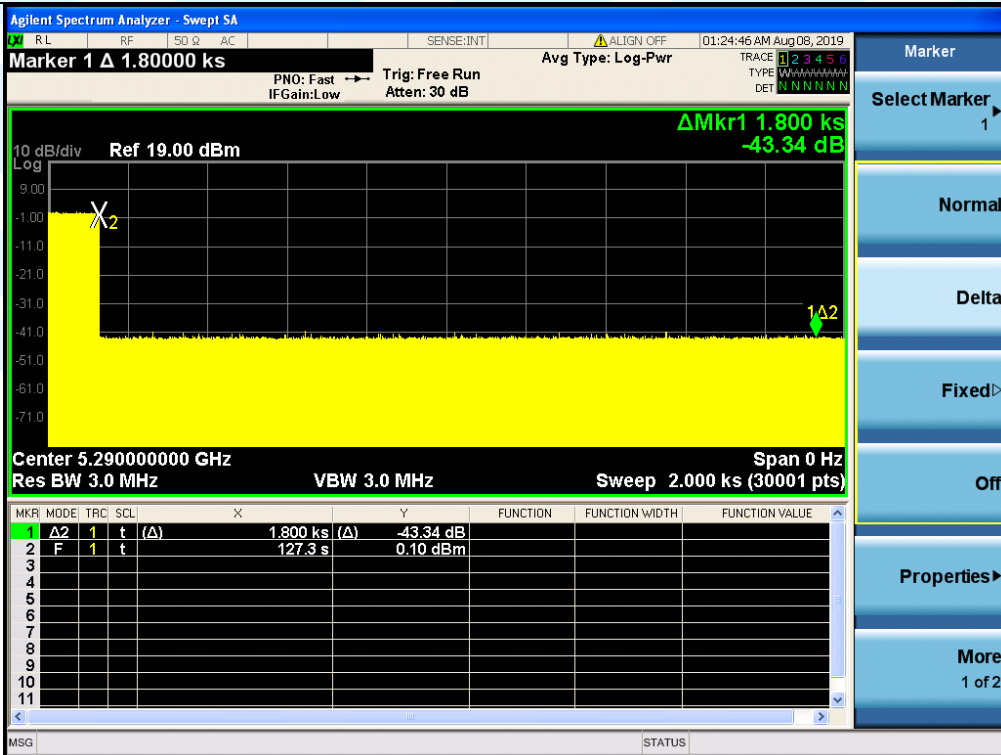 Agilent Spectrum Analyzer - Swept SA
LXI RL RF 50 Ω AC SENSE:INT ALIGN OFF 01:24:46 AM Aug 08, 2019
Marker 1 Δ 1.80000 ks
PNO: Fast Trig: Free Run
IFGain:Low Atten: 30 dB
Avg Type: Log-Pwr
TRACE 1 2 3 4 5 6
TYPE WWWWWW
DET N N N N N N
ΔMkr1 1.800 ks
-43.34 dB
10 dB/div Ref 19.00 dBm
Log
9.00
-1.00
-11.0
-21.0
-31.0
-41.0
-51.0
-61.0
-71.0
X2
1Δ2
Center 5.290000000 GHz Span 0 Hz
Res BW 3.0 MHz VBW 3.0 MHz Sweep 2.000 ks (30001 pts)
MKR MODE TRC SCL X Y FUNCTION FUNCTION WIDTH FUNCTION VALUE
1 Δ2 1 t (Δ) 1.800 ks (Δ) -43.34 dB
2 F 1 t 127.3 s 0.10 dBm
3
4
5
6
7
8
9
10
11
MSG STATUS
Marker
Select Marker
1
Normal
Delta
Fixed
Off
Properties
More
1 of 2